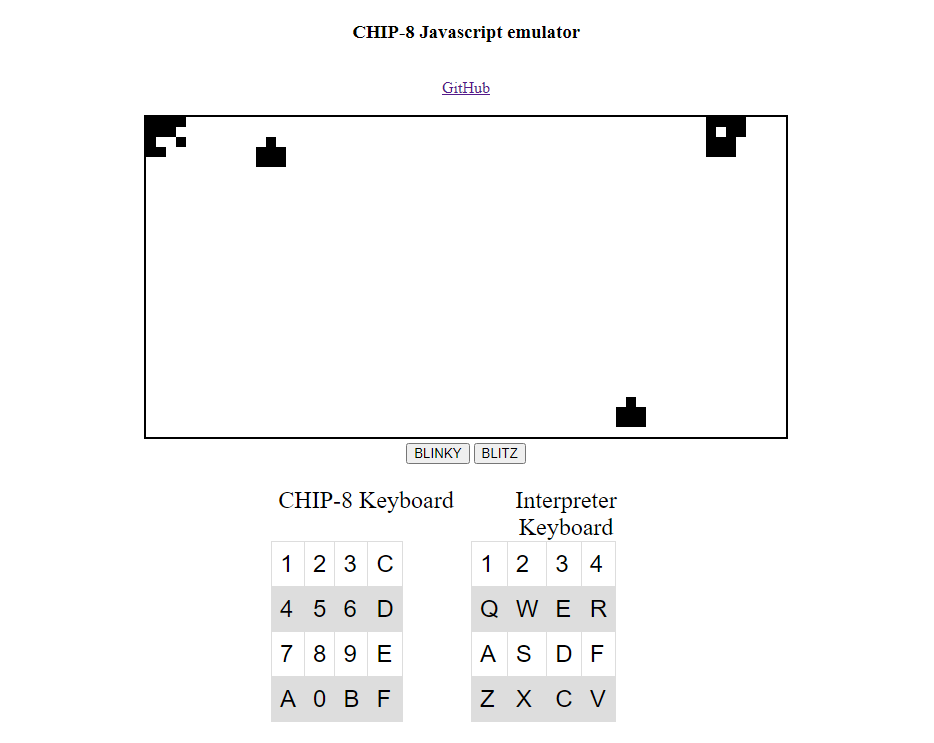 CHIP-8 Javascript emulator
GitHub
BLINKY BLITZ
CHIP-8 Keyboard
1 2 3 C
4 5 6 D
7 8 9 E
A 0 B F
Interpreter
Keyboard
1 2 3 4
Q W E R
A S D F
Z X C V